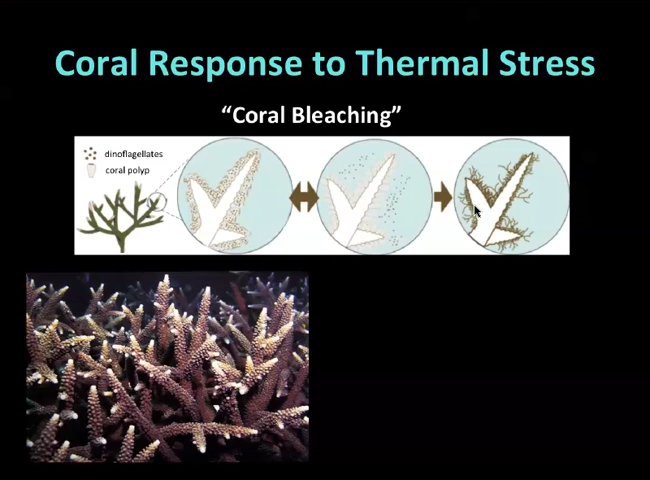 Coral Response to Thermal Stress
“Coral Bleaching”
dinoflagellates
coral polyp